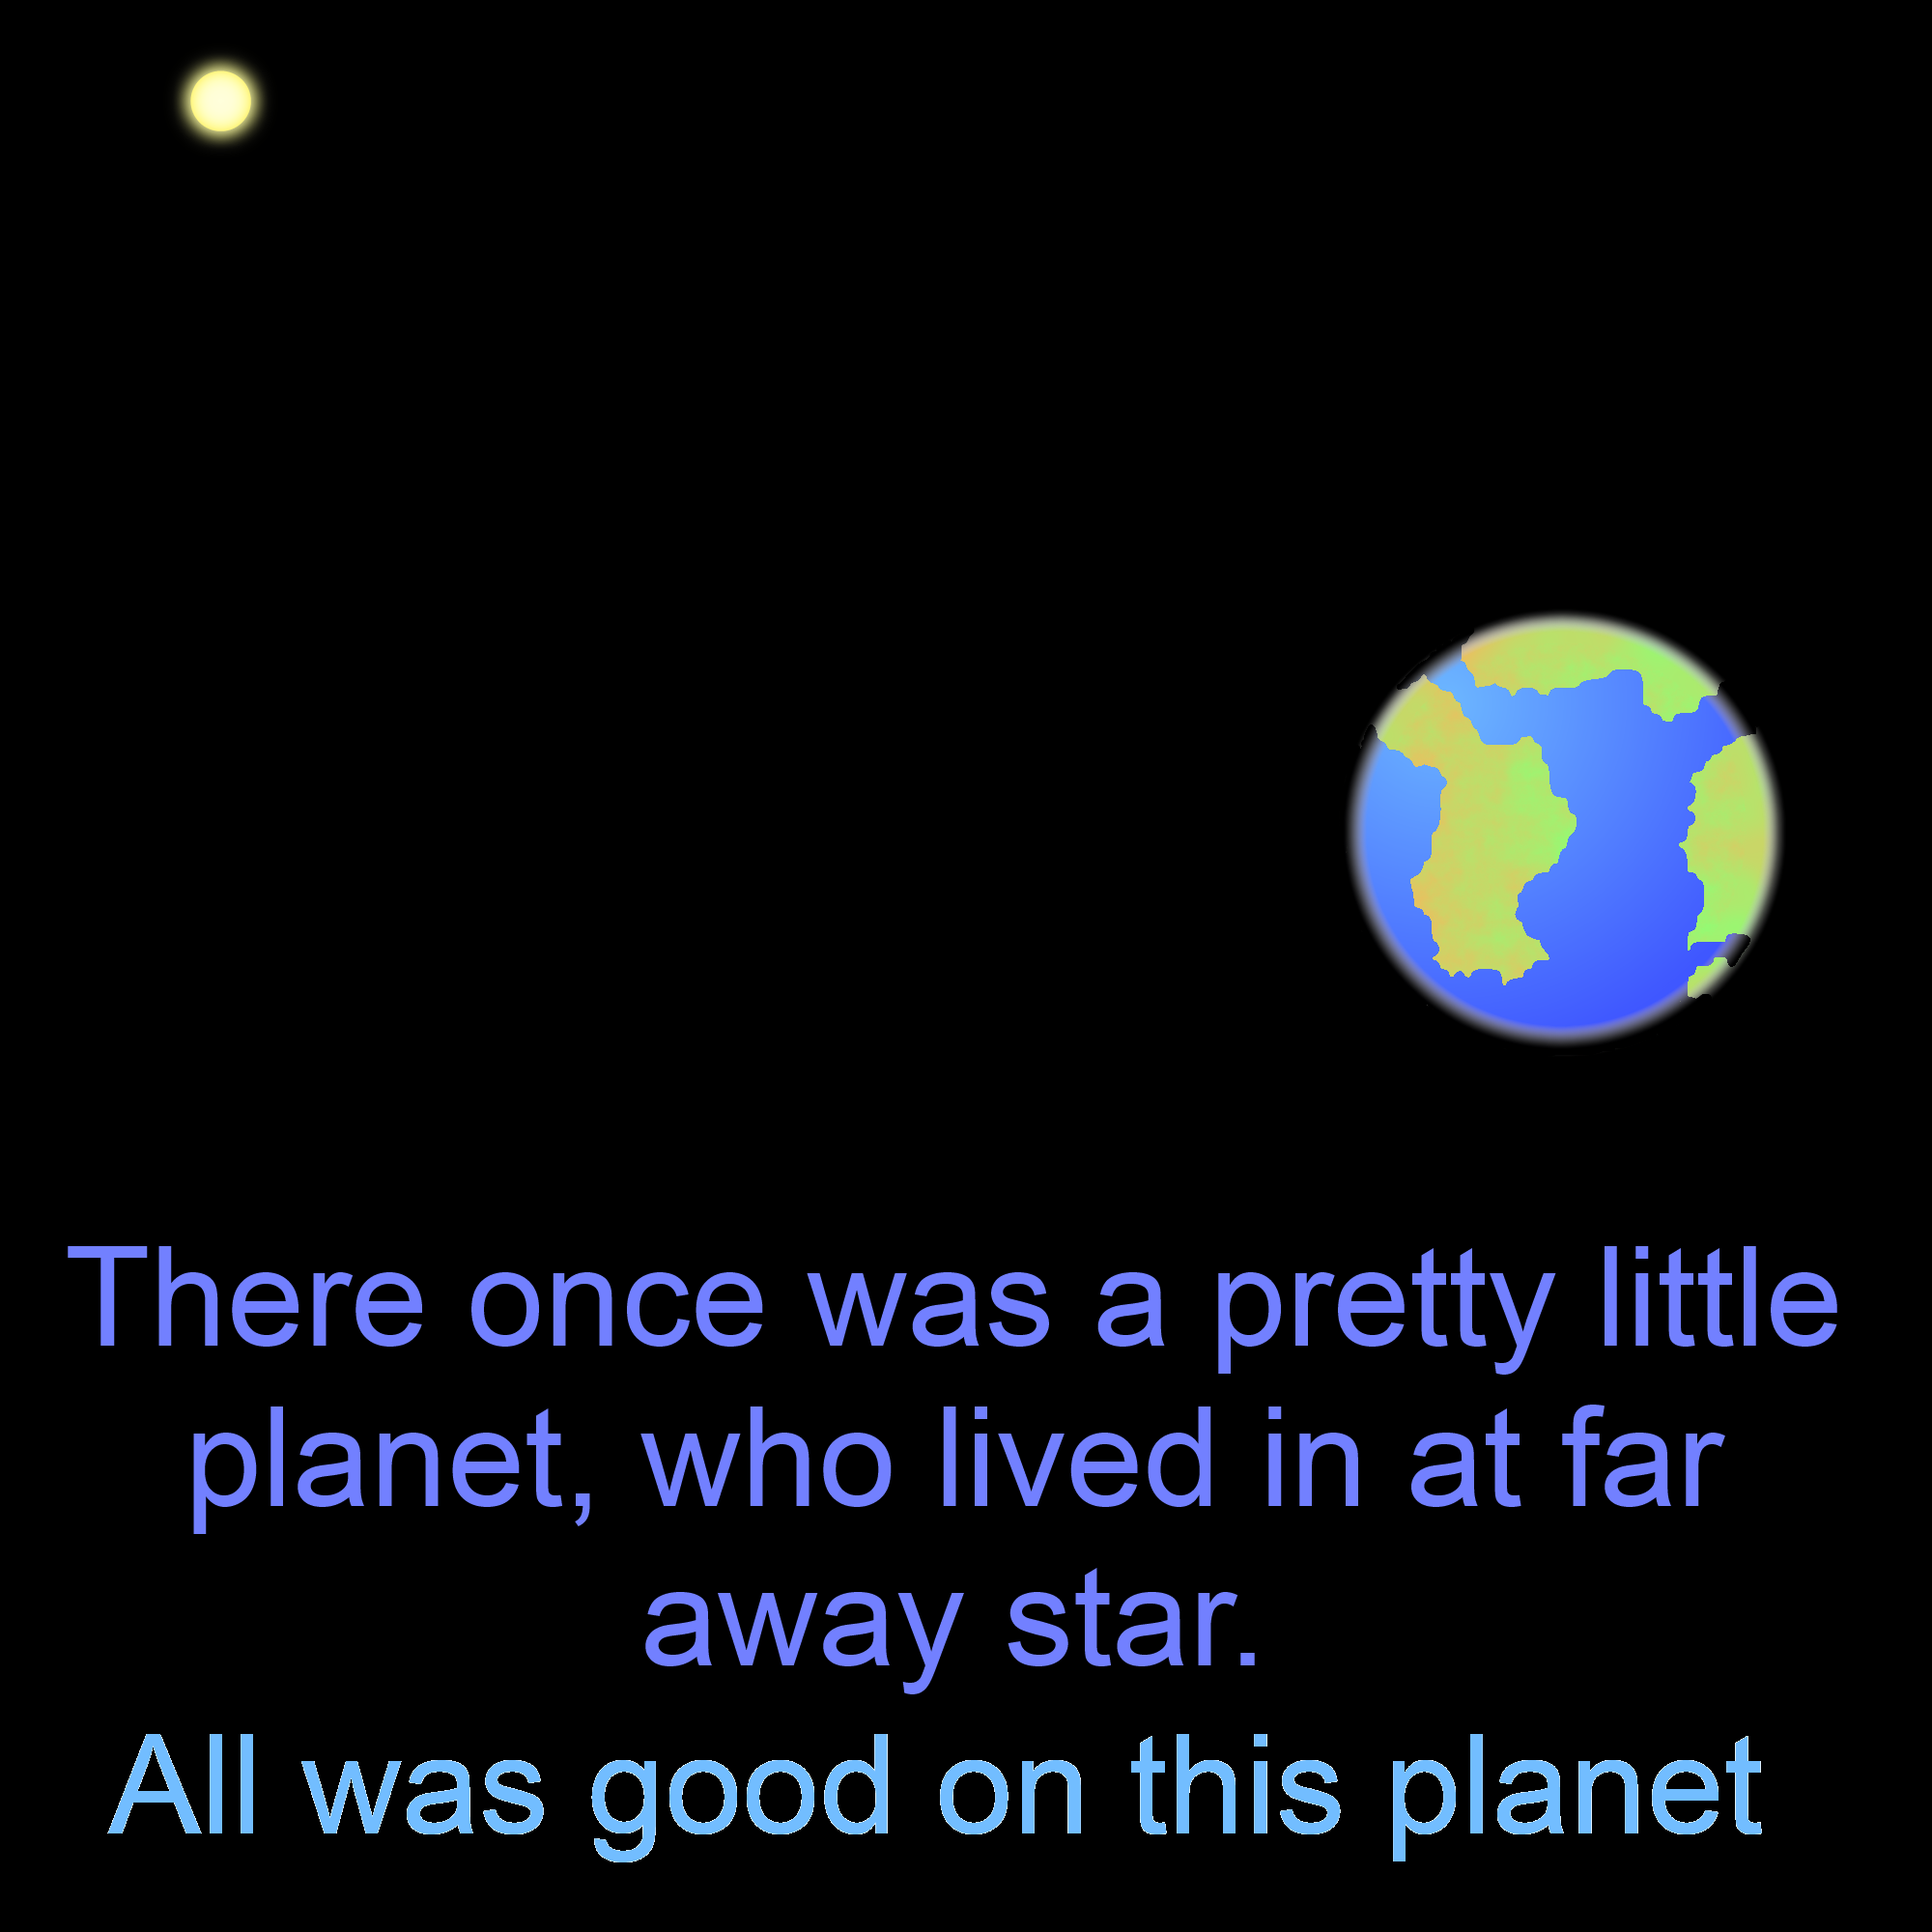 There once was a pretty little
planet, who lived in at far
away star.
All was good on this planet